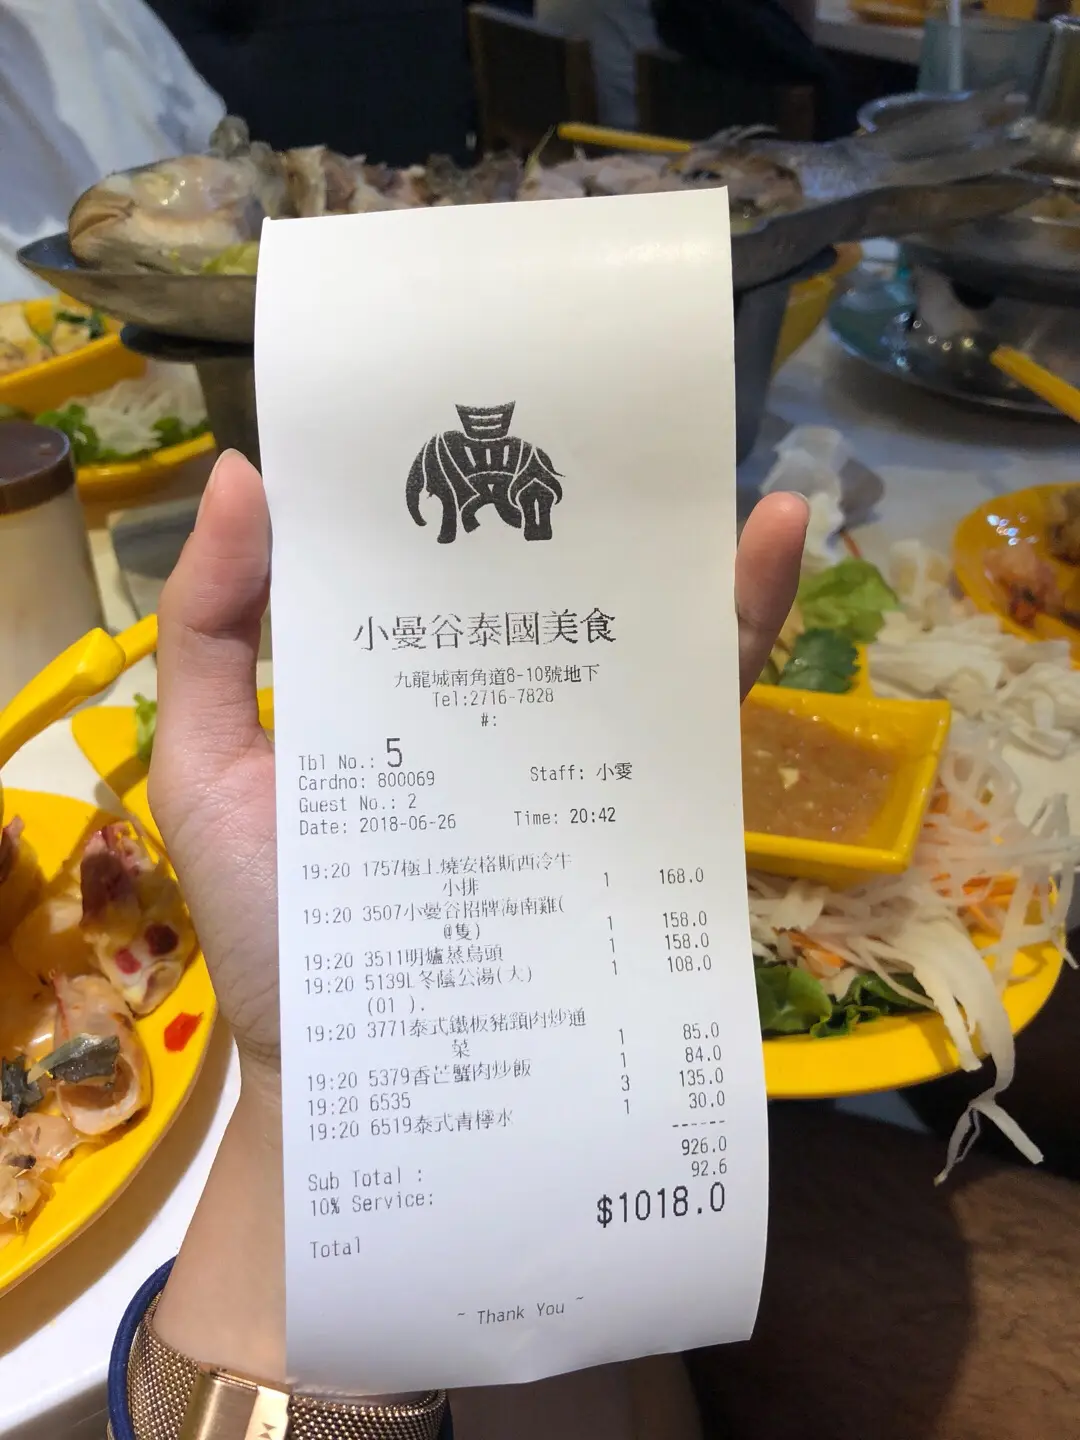 小曼谷
小曼谷泰國美食
九龍城南角道8-10號地下
Tel:2716-7828
#:
Tbl No.: 5
Cardno: 800069 Staff: 小雯
Guest No.: 2
Date: 2018-06-26 Time: 20:42
19:20 1757極上燒安格斯西冷牛
小排 1 168.0
19:20 3507小曼谷招牌海南雞(
隻) 1 158.0
19:20 3511明爐蒸烏頭 1 158.0
19:20 5139L冬蔭公湯(大) 1 108.0
(01 ).
19:20 3771泰式鐵板豬頸肉炒通
菜 1 85.0
19:20 5379香芒蟹肉炒飯 1 84.0
19:20 6535 3 135.0
19:20 6519泰式青檸水 1 30.0
------
Sub Total : 926.0
10% Service: 92.6
Total $1018.0
~ Thank You ~